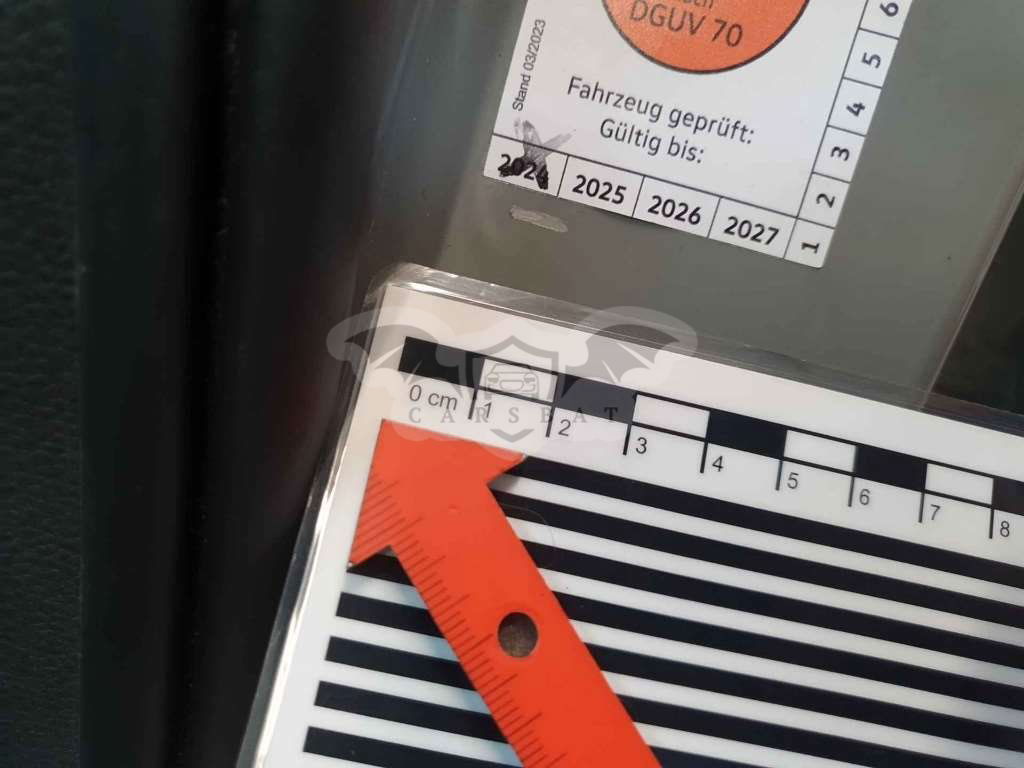 DGUV 70
Stand 03/2023
Fahrzeug geprüft:
Gültig bis:
2024 2025 2026 2027
1 2 3 4 5 6
CARSBAT
0 cm 1 2 3 4 5 6 7 8